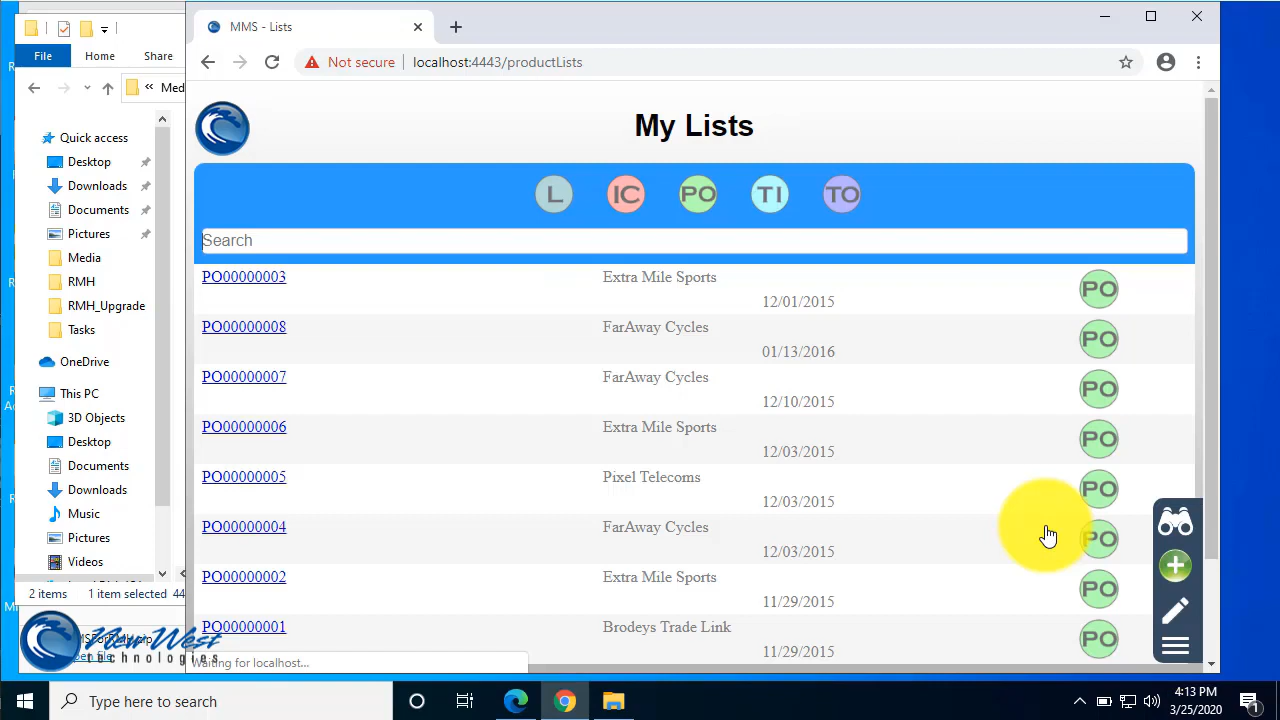 MMS - Lists
File
Home
Share
Not secure
localhost:4443/productLists
« Med
Quick access
Desktop
Downloads
Documents
Pictures
Media
RMH
RMH_Upgrade
Tasks
OneDrive
This PC
3D Objects
Desktop
Documents
Downloads
Music
Pictures
Videos
2 items
1 item selected
My Lists
L
IC
PO
TI
TO
Search
PO00000003
Extra Mile Sports
12/01/2015
PO
PO00000008
FarAway Cycles
01/13/2016
PO
PO00000007
FarAway Cycles
12/10/2015
PO
PO00000006
Extra Mile Sports
12/03/2015
PO
PO00000005
Pixel Telecoms
12/03/2015
PO
PO00000004
FarAway Cycles
12/03/2015
PO
PO00000002
Extra Mile Sports
11/29/2015
PO
PO00000001
Brodeys Trade Link
11/29/2015
PO
New West
technologies
Waiting for localhost...
Type here to search
4:13 PM
3/25/2020
1